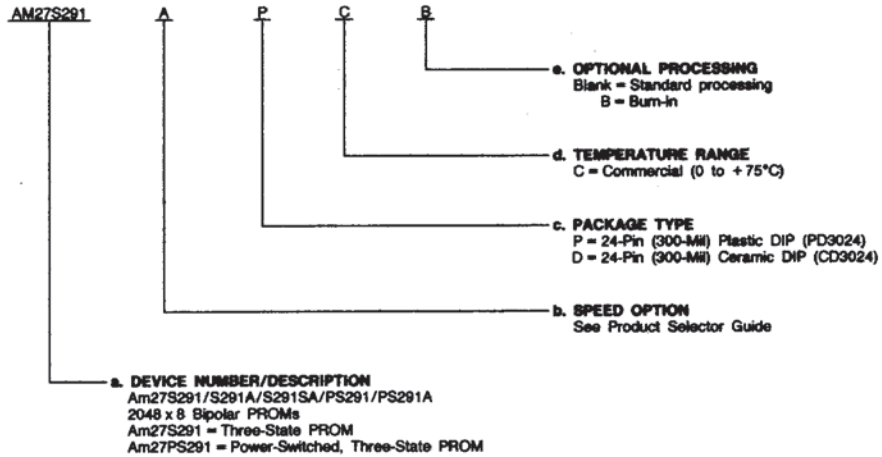 AM27S291 A P C B
e. OPTIONAL PROCESSING
Blank = Standard processing
B = Burn-in
d. TEMPERATURE RANGE
C = Commercial (0 to +75°C)
c. PACKAGE TYPE
P = 24-Pin (300-Mil) Plastic DIP (PD3024)
D = 24-Pin (300-Mil) Ceramic DIP (CD3024)
b. SPEED OPTION
See Product Selector Guide
a. DEVICE NUMBER/DESCRIPTION
Am27S291/S291A/S291SA/PS291/PS291A
2048 x 8 Bipolar PROMs
Am27S291 = Three-State PROM
Am27PS291 = Power-Switched, Three-State PROM